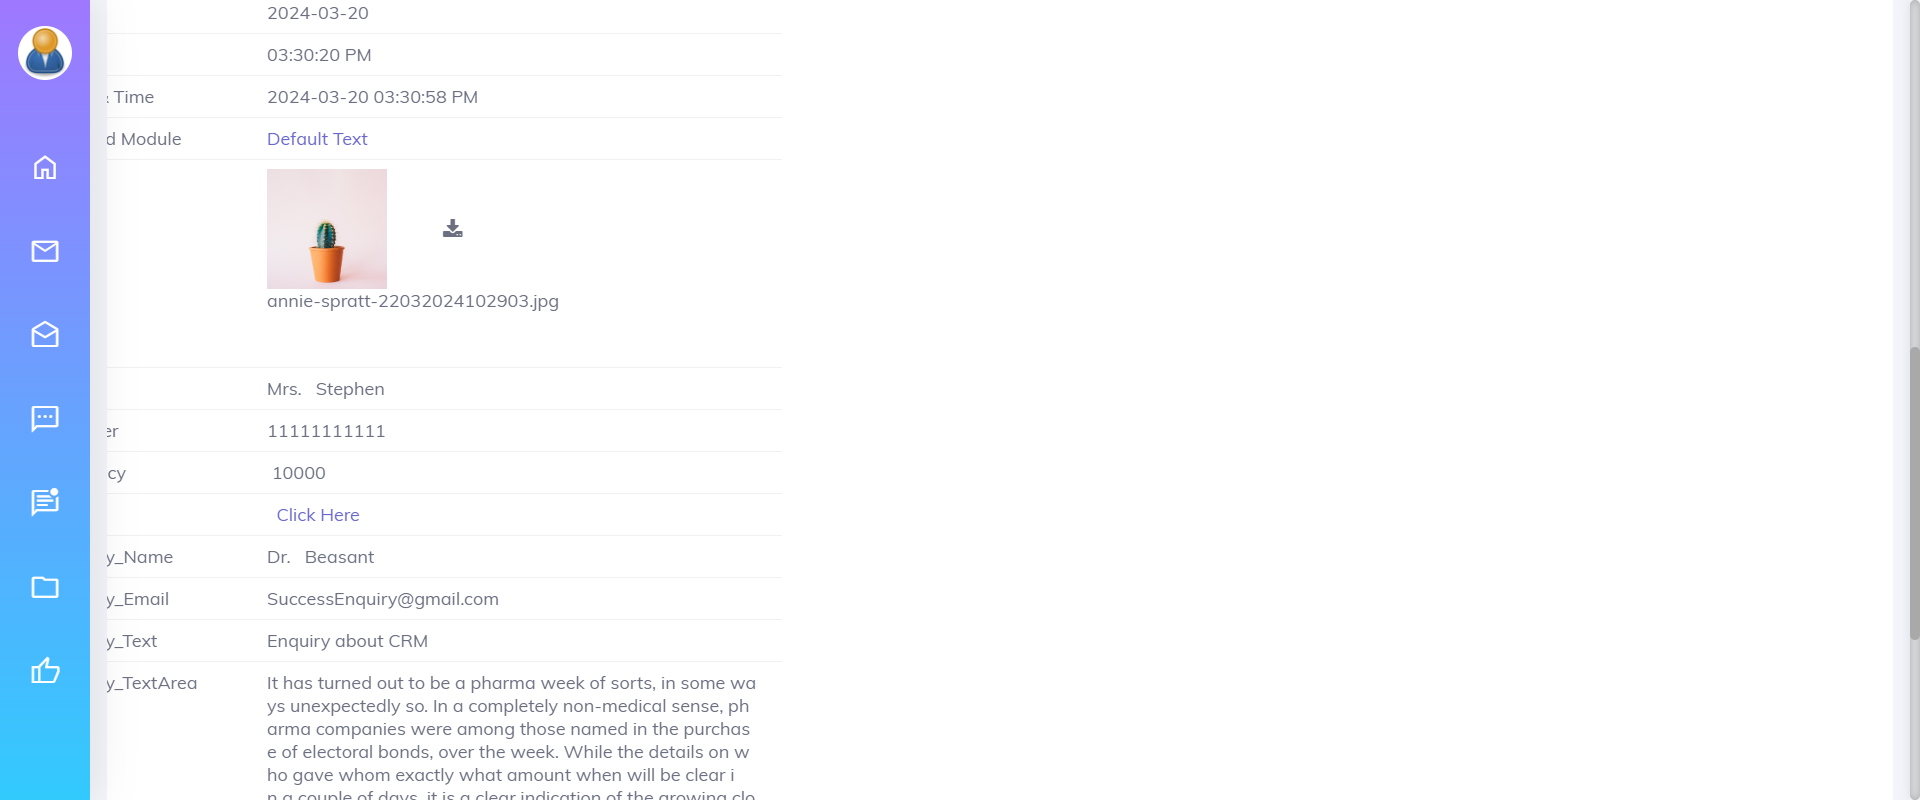 2024-03-20
03:30:20 PM
Time 2024-03-20 03:30:58 PM
d Module Default Text
annie-spratt-22032024102903.jpg
Mrs. Stephen
er 11111111111
cy 10000
Click Here
y_Name Dr. Beasant
y_Email SuccessEnquiry@gmail.com
y_Text Enquiry about CRM
y_TextArea It has turned out to be a pharma week of sorts, in some wa
ys unexpectedly so. In a completely non-medical sense, ph
arma companies were among those named in the purchas
e of electoral bonds, over the week. While the details on w
ho gave whom exactly what amount when will be clear i
n a couple of days, it is a clear indication of the growing clo